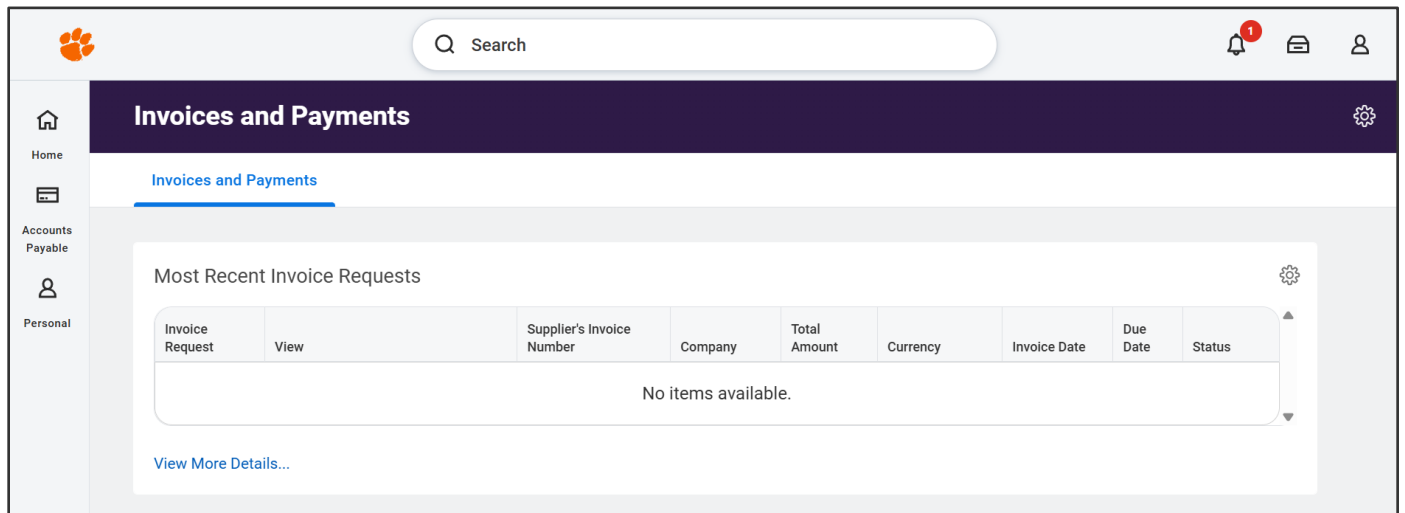 Search
1
Invoices and Payments
Home
Invoices and Payments
Accounts
Payable
Personal
Most Recent Invoice Requests
Invoice
Request
View
Supplier's Invoice
Number
Company
Total
Amount
Currency
Invoice Date
Due
Date
Status
No items available.
View More Details...